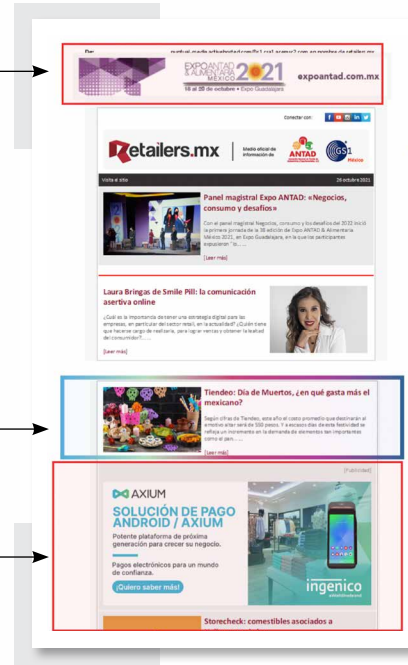 De:
EXPOANTAD
& ALIMENTARIA
MÉXICO 2021
19 al 20 de octubre • Expo Guadalajara
expoantad.com.mx
Conectar con:
Retailers.mx
Medio oficial de
información de
ANTAD
GS1
México
Visita el sitio
26 octubre 2021
Panel magistral Expo ANTAD: «Negocios,
consumo y desafíos»
Con el panel magistral Negocios, consumo y los desafíos del 2022 inició
la primera jornada de la 38 edición de Expo ANTAD & Alimentaria
México 2021, en Expo Guadalajara, en la que los participantes
expusieron "lo......
[Leer más]
Laura Bringas de Smile Pill: la comunicación
asertiva online
¿Cuál es la importancia de tener una estrategia digital para las
empresas, en particular del sector retail, en la actualidad? ¿Quién tiene
que hacerse cargo de realizarla, para lograr ventas y obtener la lealtad
del consumidor?......
[Leer más]
Tiendeo: Día de Muertos, ¿en qué gasta más el
mexicano?
Según cifras de Tiendeo, este año el costo promedio que destinarán al
emotivo altar será de 550 pesos. Y a escasos días de esta festividad se
refleja un incremento en la demanda de elementos tan importantes
como el pan......
[Leer más]
[Publicidad]
AXIUM
SOLUCIÓN DE PAGO
ANDROID / AXIUM
Potente plataforma de próxima
generación para crecer su negocio.
Pagos electrónicos para un mundo
de confianza.
¡Quiero saber más!
ingenico
Storecheck: comestibles asociados a